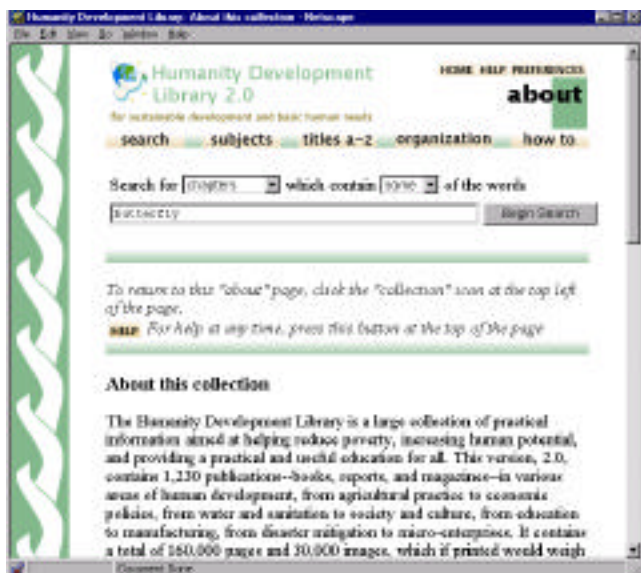 Humanity Development Library: About this collection - Netscape
File Edit View Go Window Help
Humanity Development
Library 2.0
for sustainable development and basic human needs
HOME HELP PREFERENCES
about
search subjects titles a-z organization how to
Search for chapters which contain some of the words
butterfly Begin Search
To return to this "about" page, click the "collection" icon at the top left
of the page.
HELP For help at any time, press this button at the top of the page
About this collection
The Humanity Development Library is a large collection of practical
information aimed at helping reduce poverty, increasing human potential,
and providing a practical and useful education for all. This version, 2.0,
contains 1,230 publications--books, reports, and magazines--in various
areas of human development, from agricultural practice to economic
policies, from water and sanitation to society and culture, from education
to manufacturing, from disaster mitigation to micro-enterprises. It contains
a total of 160,000 pages and 30,000 images, which if printed would weigh
Document Done